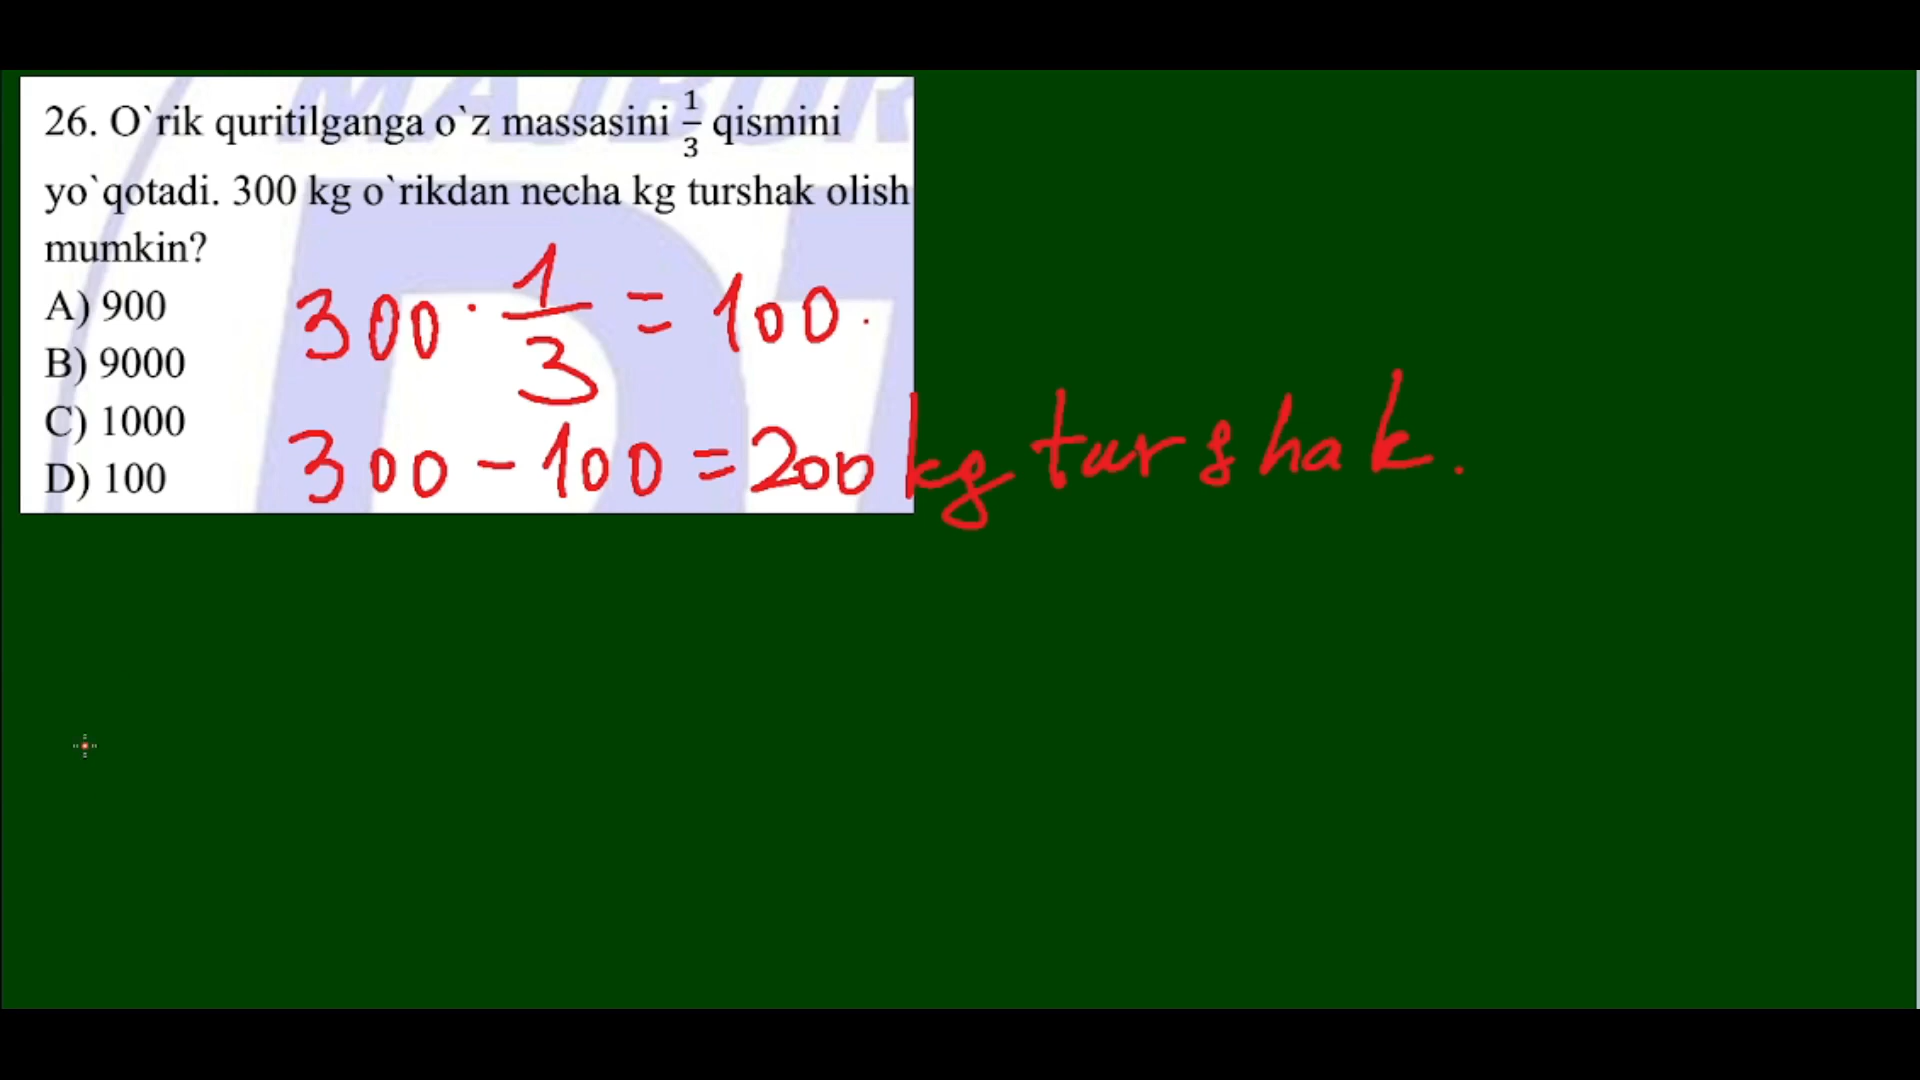 26. O`rik quritilganga o`z massasini 1/3 qismini
yo`qotadi. 300 kg o`rikdan necha kg turshak olish
mumkin?
A) 900
B) 9000
C) 1000
D) 100
300 · 1/3 = 100.
300 - 100 = 200 kg turshak.